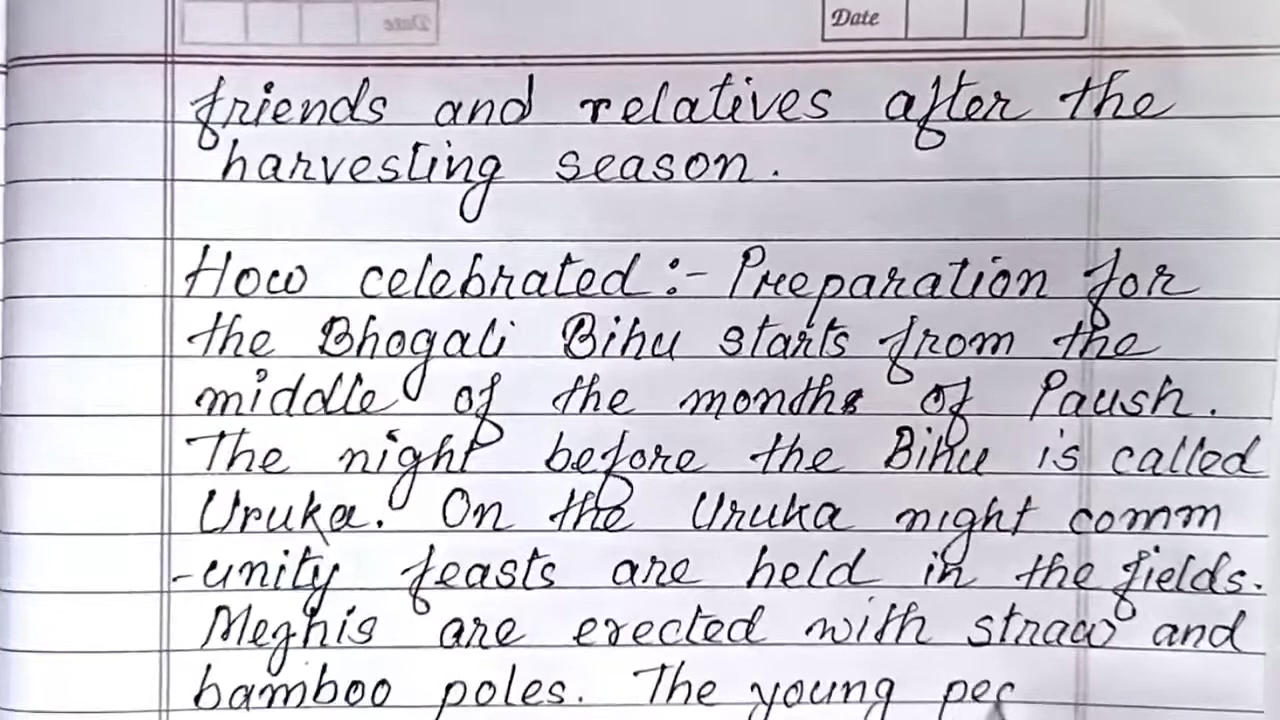 Date
friends and relatives after the
harvesting season.
How celebrated:- Preparation for
the Bhogali Bihu starts from the
middle of the months of Paush.
The night before the Bihu is called
Uruka. On the Uruka night comm
-unity feasts are held in the fields.
Meghis are erected with straw and
bamboo poles. The young peo